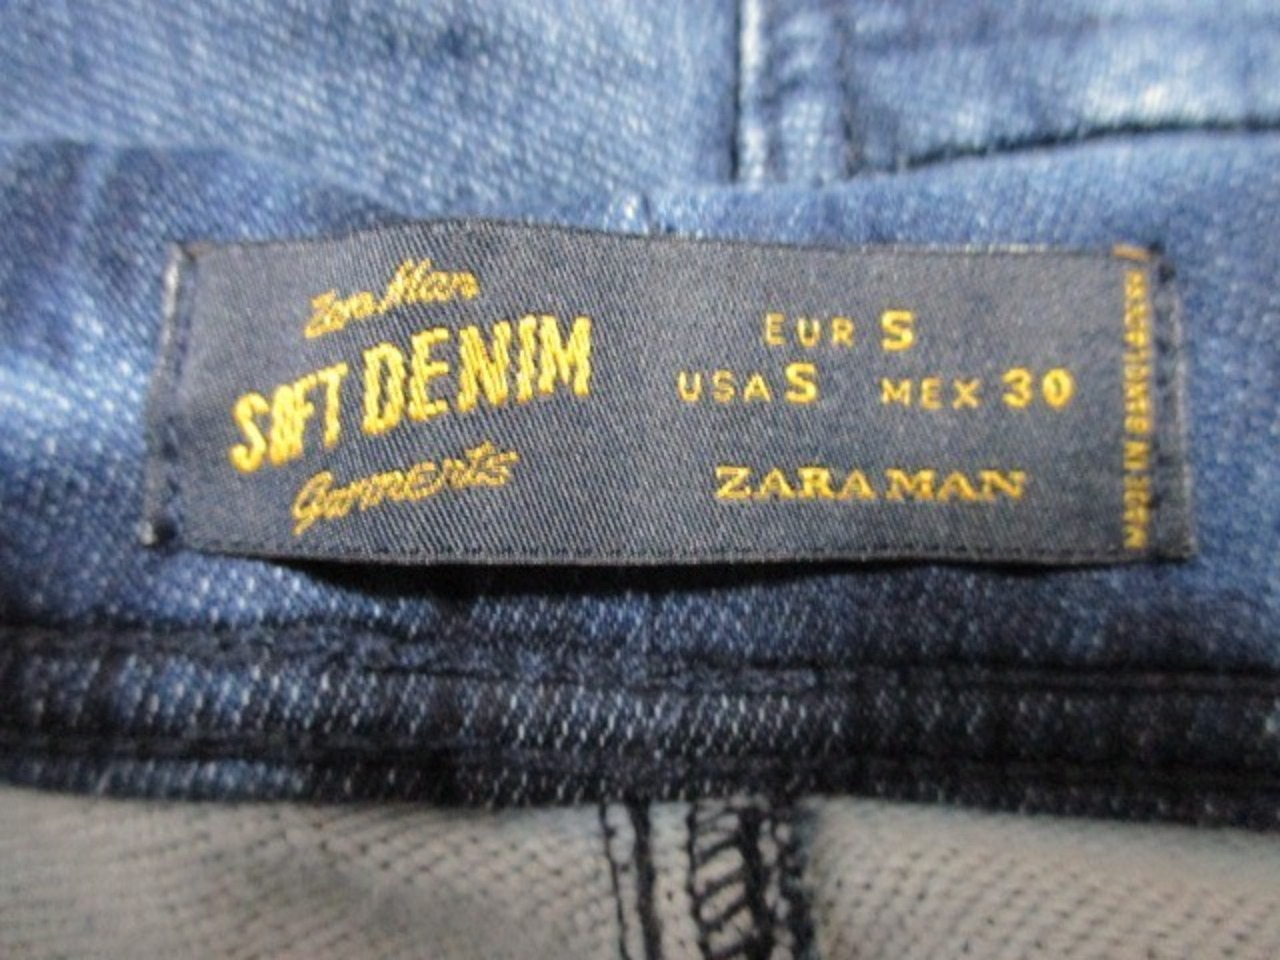 Zara Man
SOFT DENIM
Garments
EUR S
USA S MEX 30
ZARA MAN
MADE IN BANGLADESH